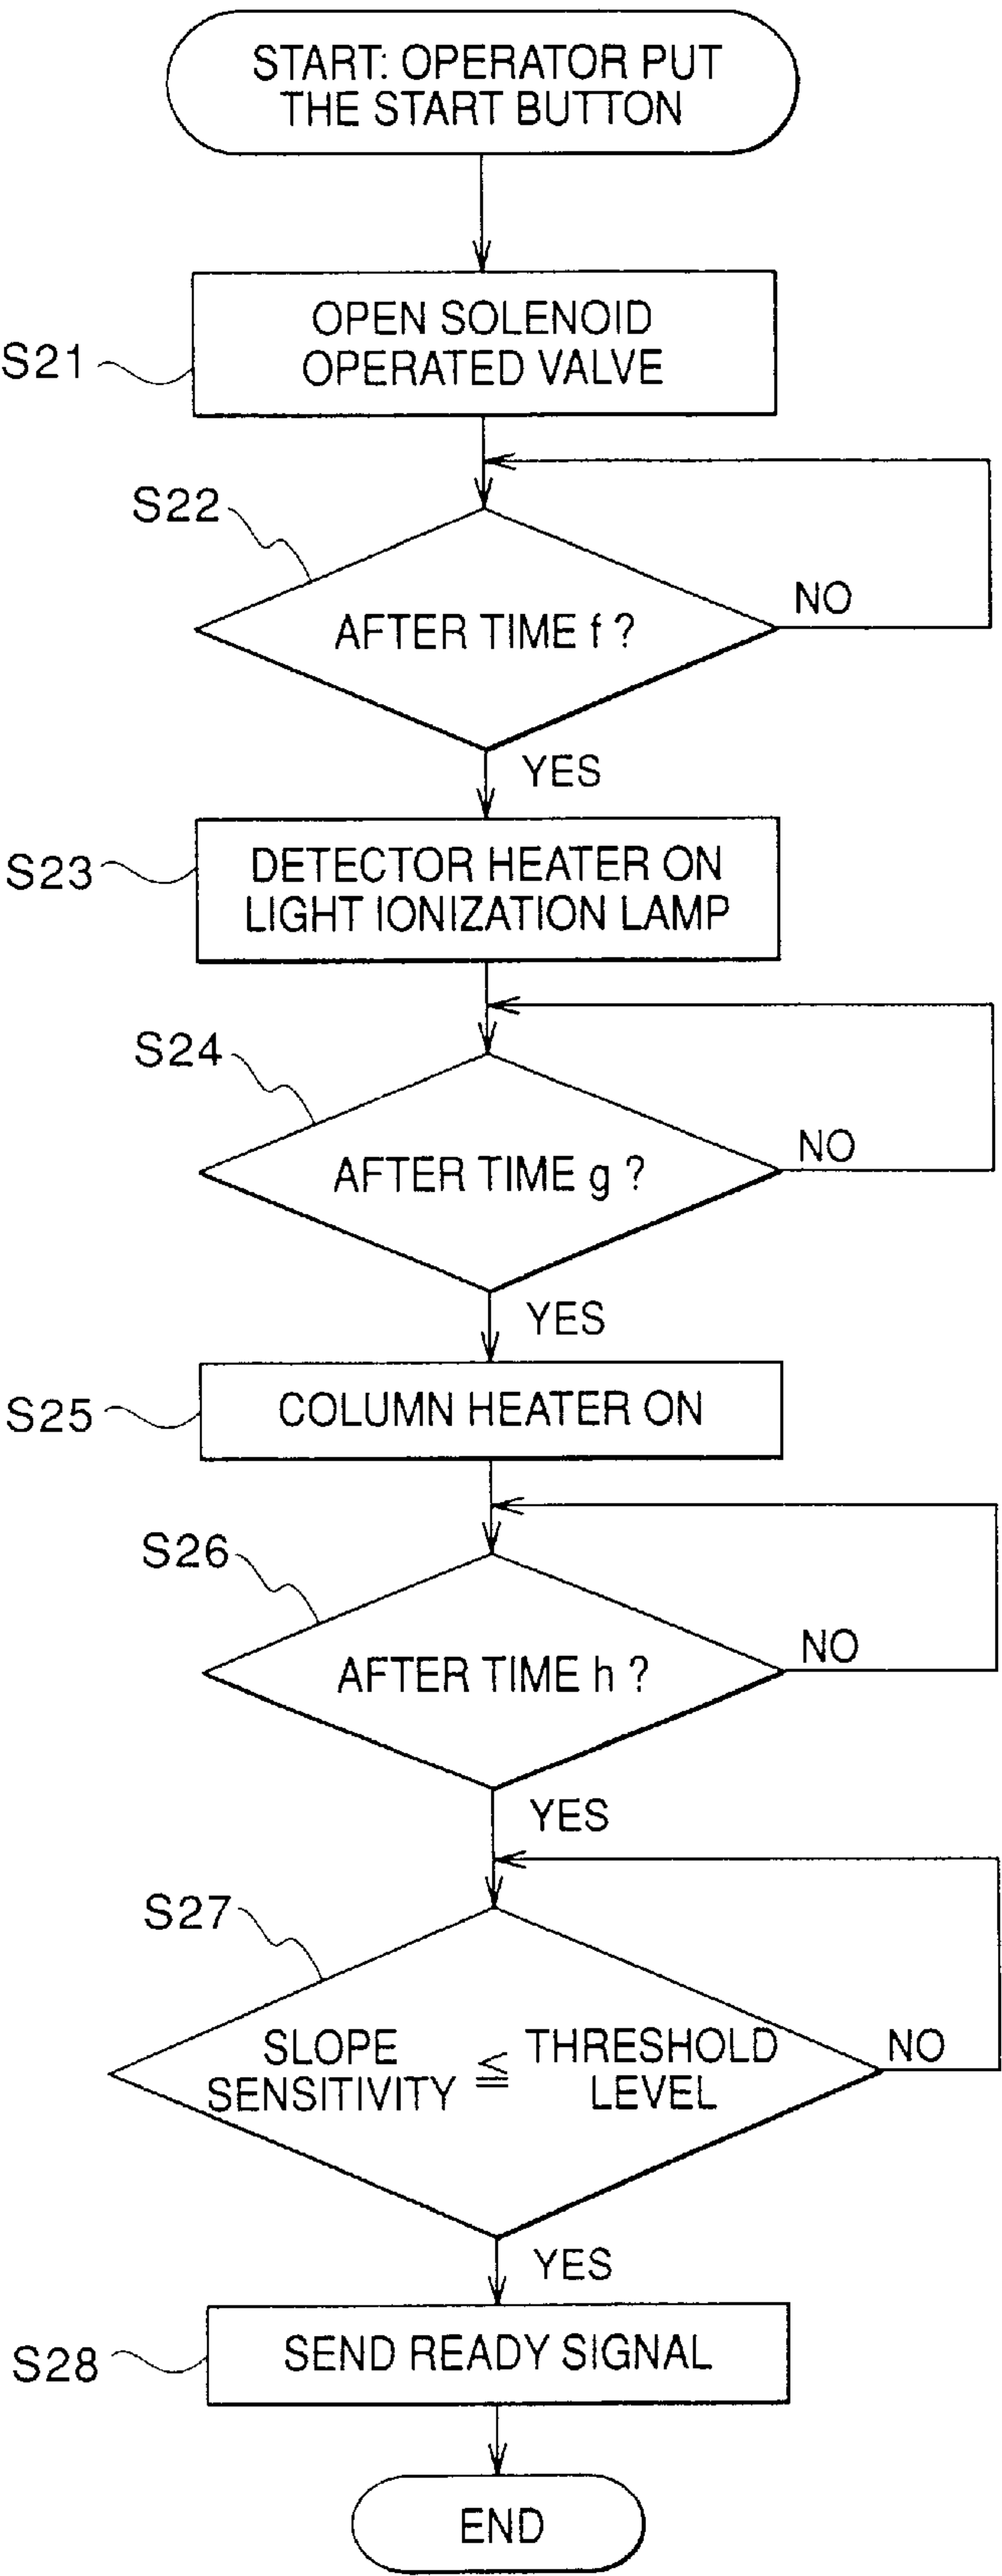 START: OPERATOR PUT
THE START BUTTON
S21
OPEN SOLENOID
OPERATED VALVE
S22
AFTER TIME f ?
NO
YES
S23
DETECTOR HEATER ON
LIGHT IONIZATION LAMP
S24
AFTER TIME g ?
NO
YES
S25
COLUMN HEATER ON
S26
AFTER TIME h ?
NO
YES
S27
SLOPE
SENSITIVITY
≦
THRESHOLD
LEVEL
NO
YES
S28
SEND READY SIGNAL
END